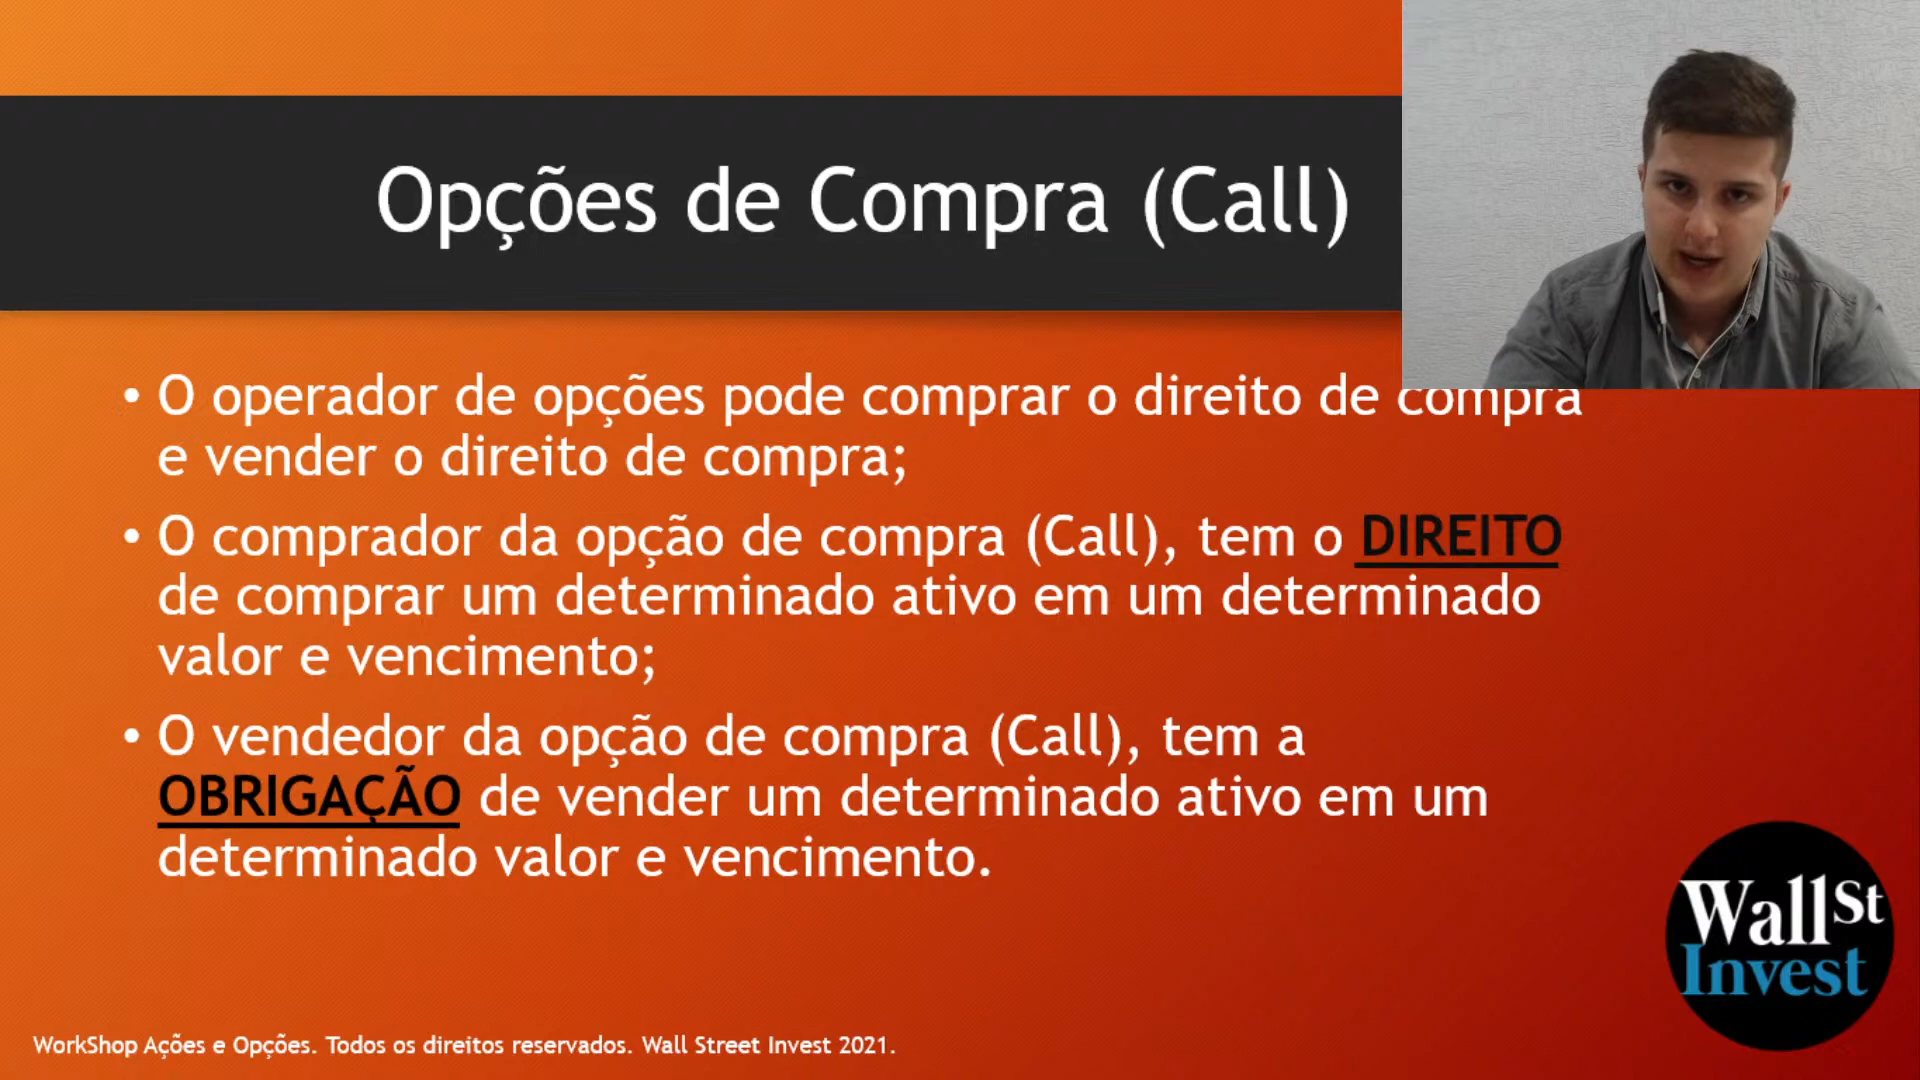 Opções de Compra (Call)
• O operador de opções pode comprar o direito de compra
e vender o direito de compra;
• O comprador da opção de compra (Call), tem o DIREITO
de comprar um determinado ativo em um determinado
valor e vencimento;
• O vendedor da opção de compra (Call), tem a
OBRIGAÇÃO de vender um determinado ativo em um
determinado valor e vencimento.
Wall St
Invest
WorkShop Ações e Opções. Todos os direitos reservados. Wall Street Invest 2021.